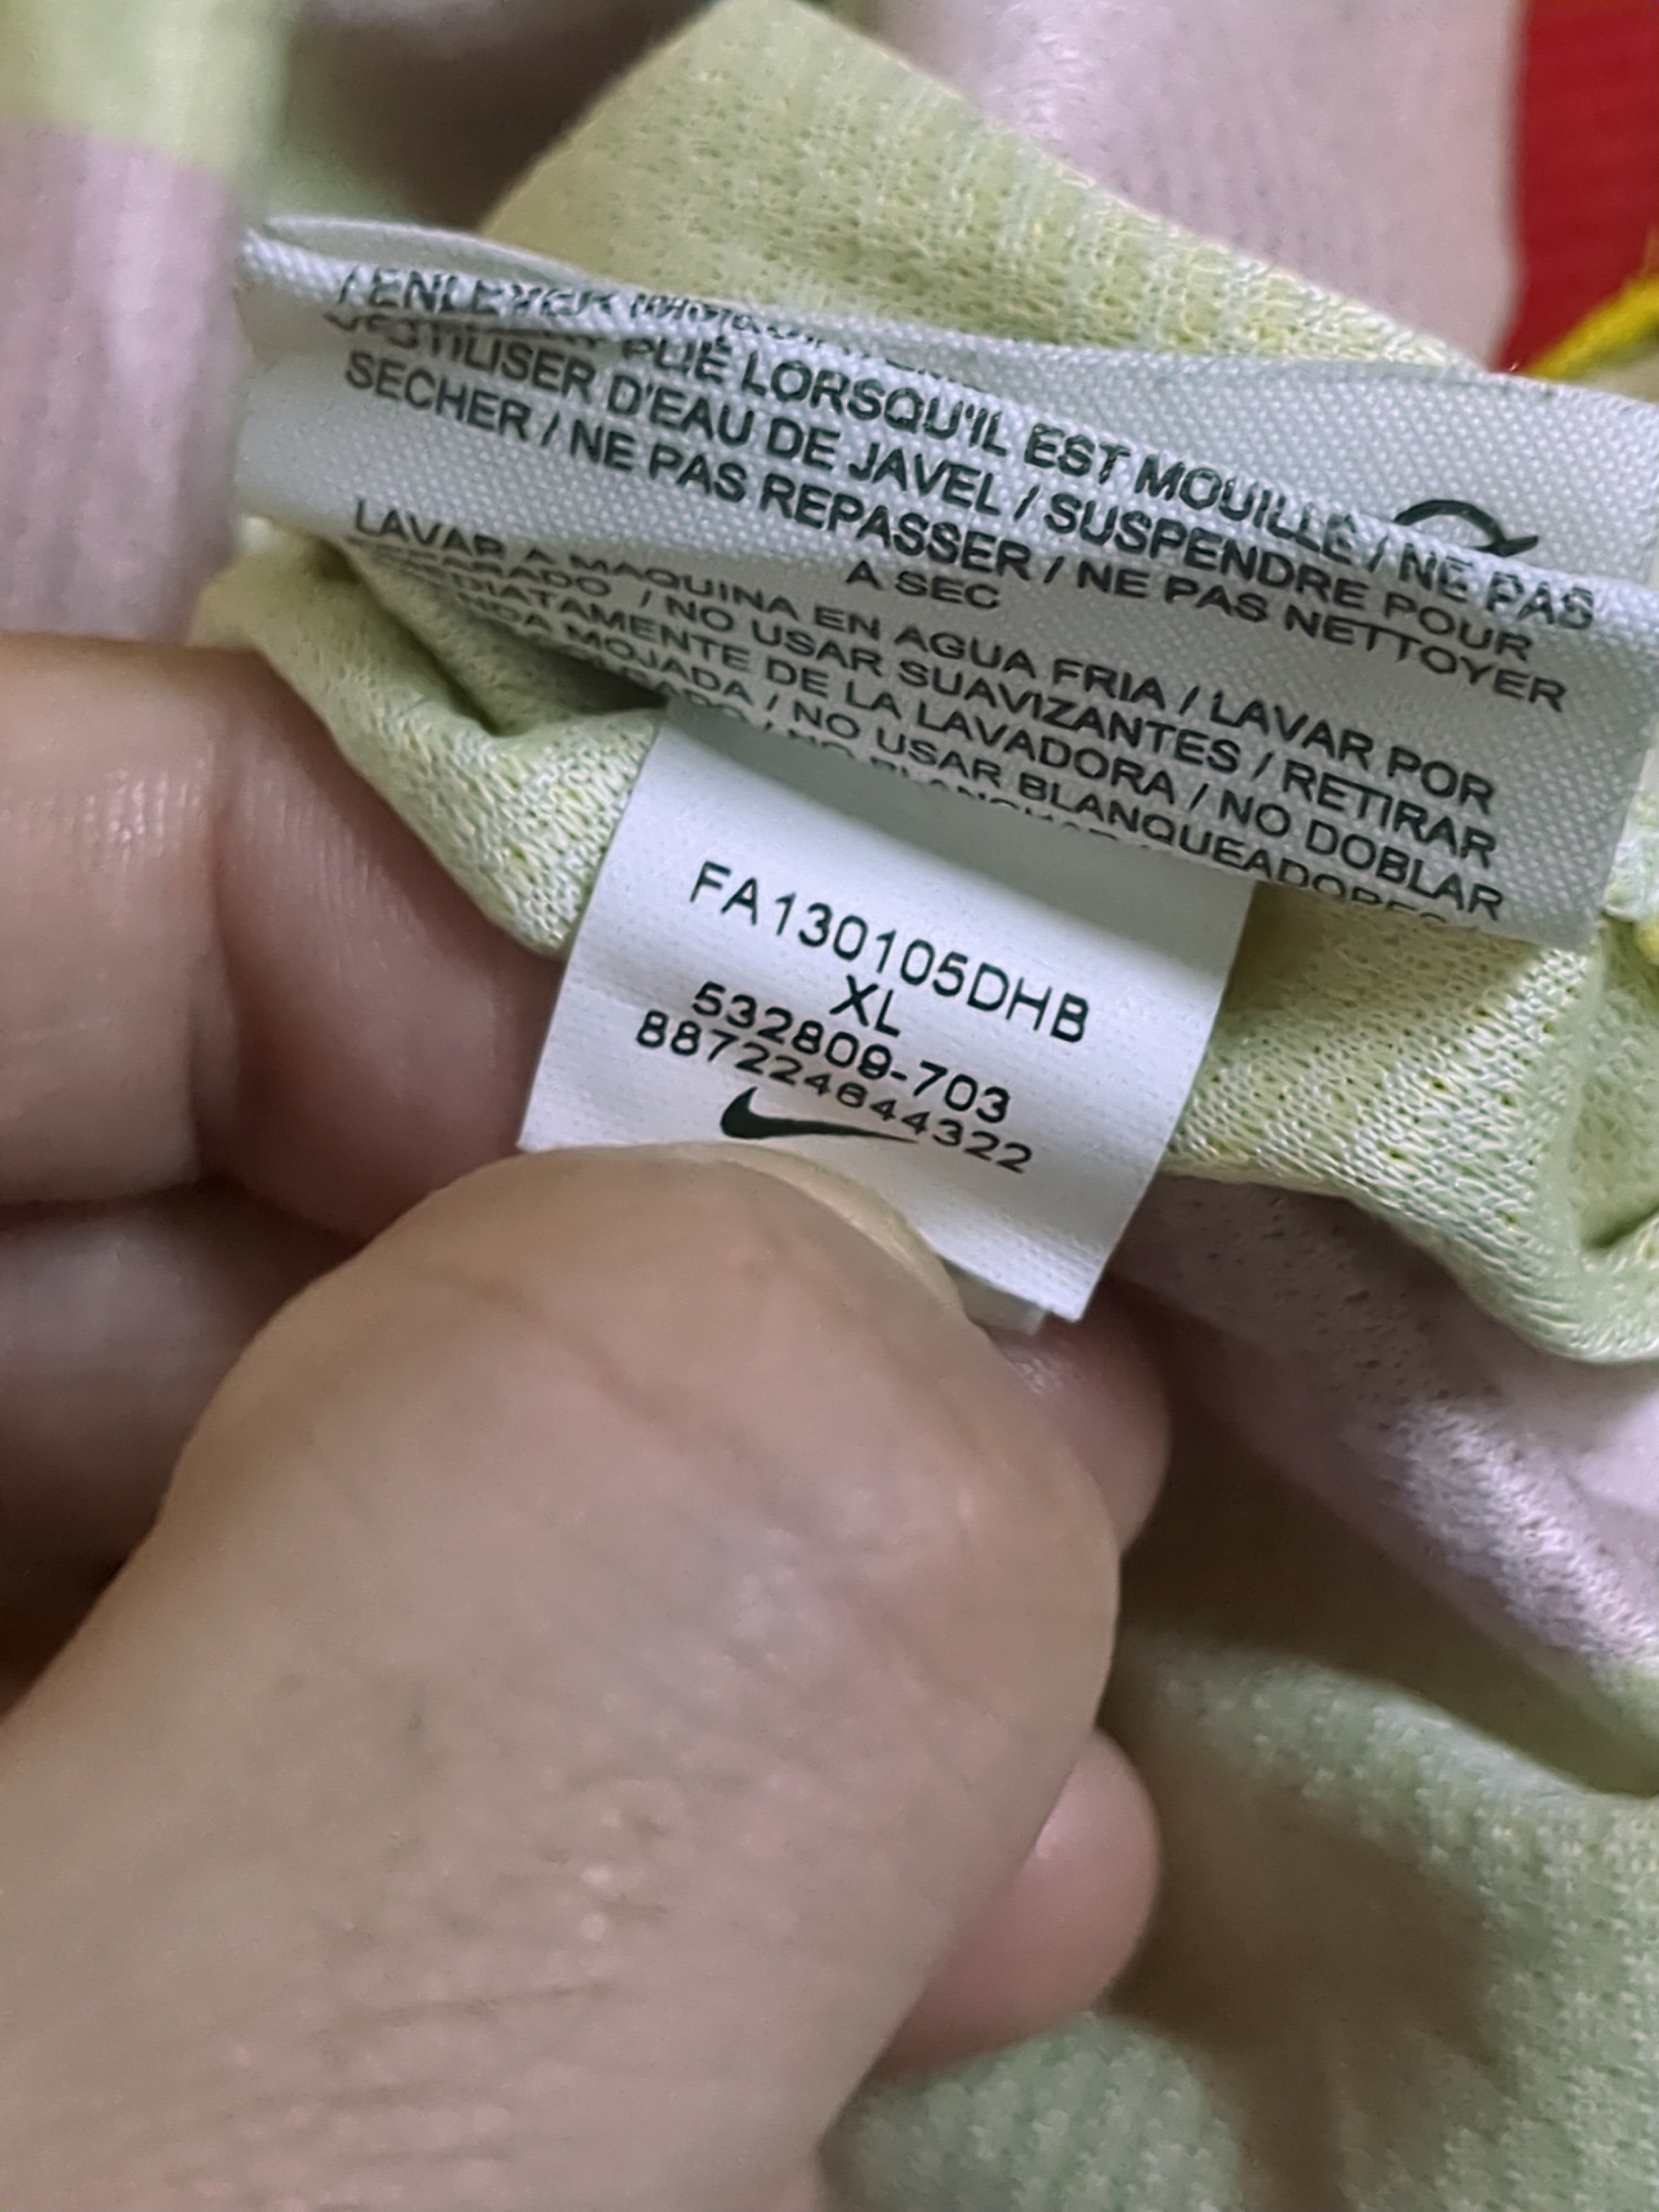 / ENLEVER
PLIÉ LORSQU'IL EST MOUILLÉ / NE PAS
UTILISER D'EAU DE JAVEL / SUSPENDRE POUR
SECHER / NE PAS REPASSER / NE PAS NETTOYER
A SEC
LAVAR A MAQUINA EN AGUA FRIA / LAVAR POR
/ NO USAR SUAVIZANTES / RETIRAR
DE LA LAVADORA / NO DOBLAR
MOJADA / NO USAR BLANQUEADORES
FA130105DHB
XL
532809-703
887224644322